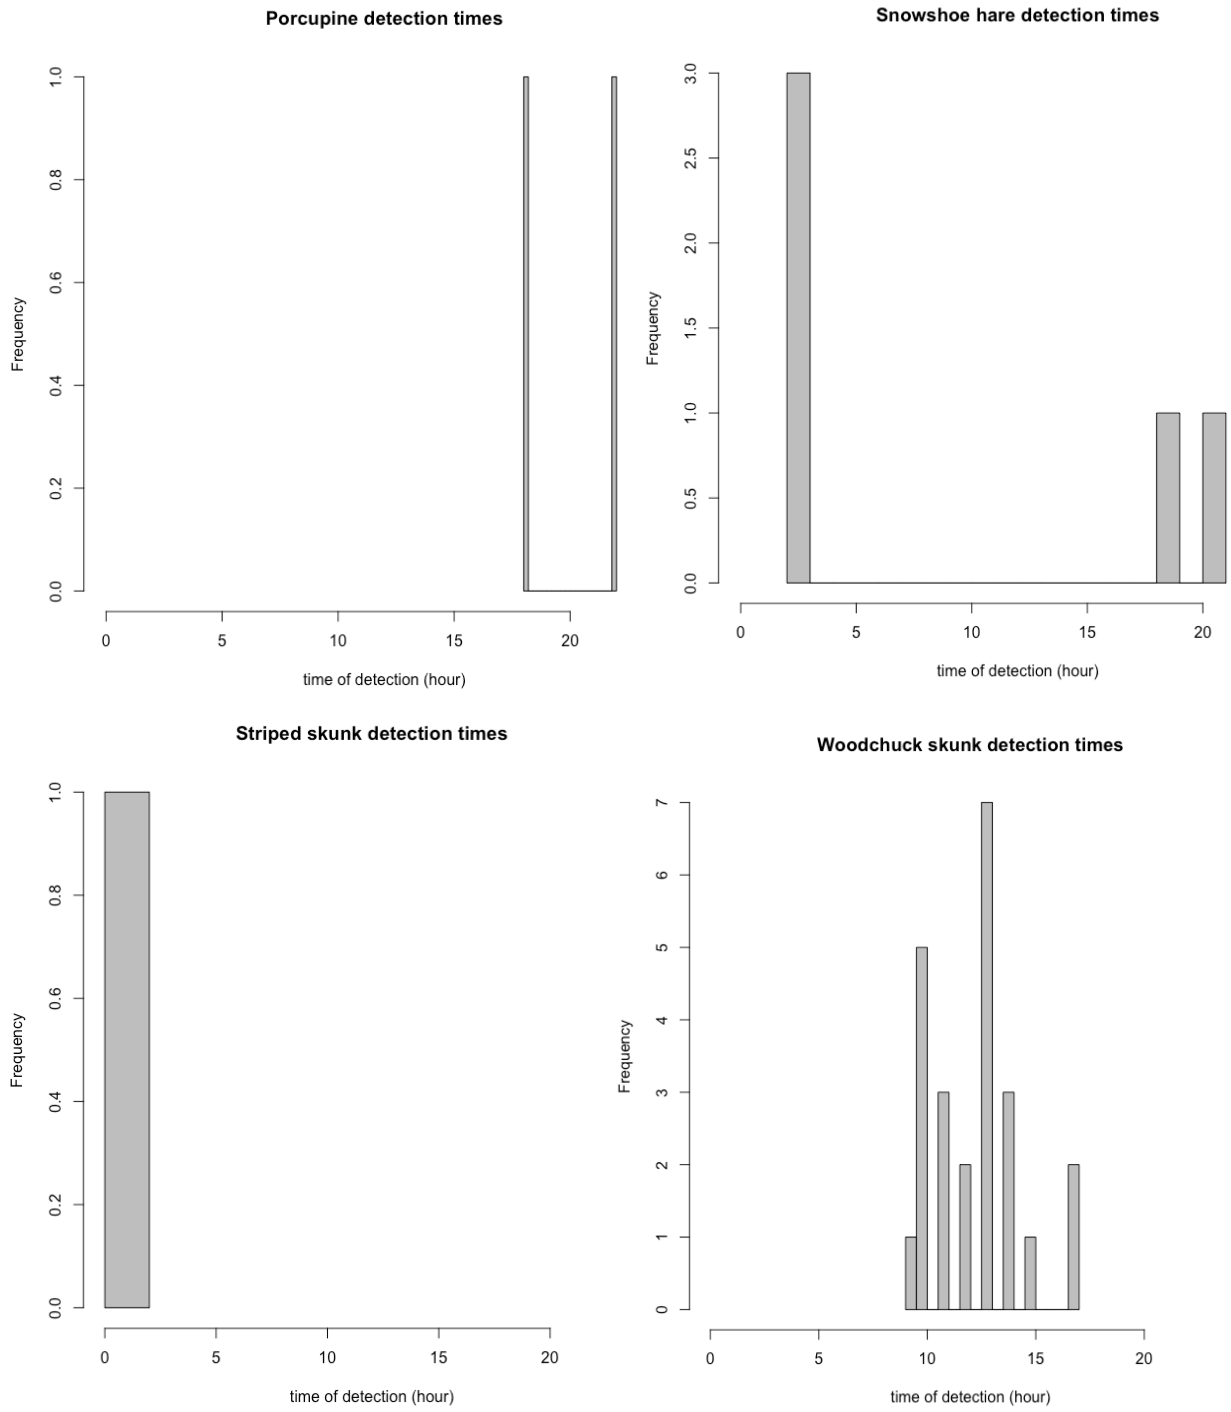 Porcupine detection times
1.0
0.8
0.6
0.4
0.2
0.0
Frequency
0 5 10 15 20
time of detection (hour)
Snowshoe hare detection times
3.0
2.5
2.0
1.5
1.0
0.5
0.0
Frequency
0 5 10 15 20
time of detection (hour)
Striped skunk detection times
1.0
0.8
0.6
0.4
0.2
0.0
Frequency
0 5 10 15 20
time of detection (hour)
Woodchuck skunk detection times
7
6
5
4
3
2
1
0
Frequency
0 5 10 15 20
time of detection (hour)